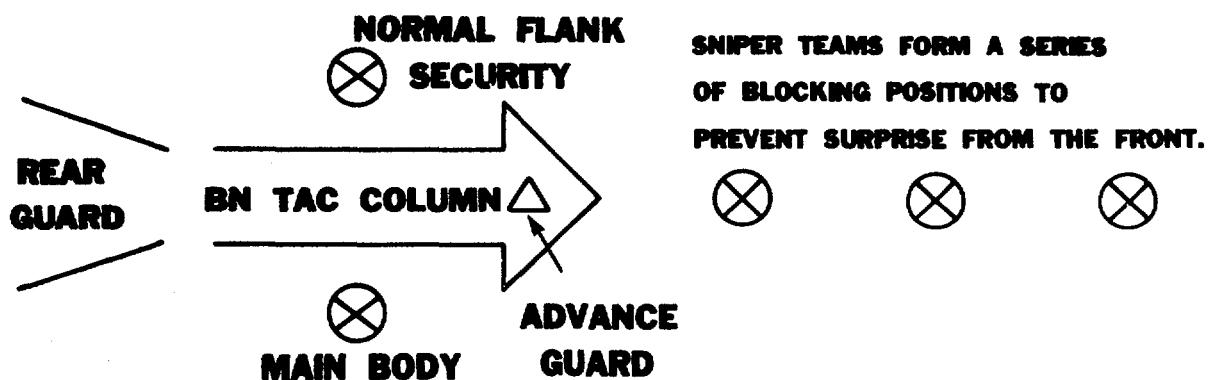 NORMAL FLANK
SECURITY
SNIPER TEAMS FORM A SERIES
OF BLOCKING POSITIONS TO
PREVENT SURPRISE FROM THE FRONT.
REAR
GUARD
BN TAC COLUMN
ADVANCE
GUARD
MAIN BODY